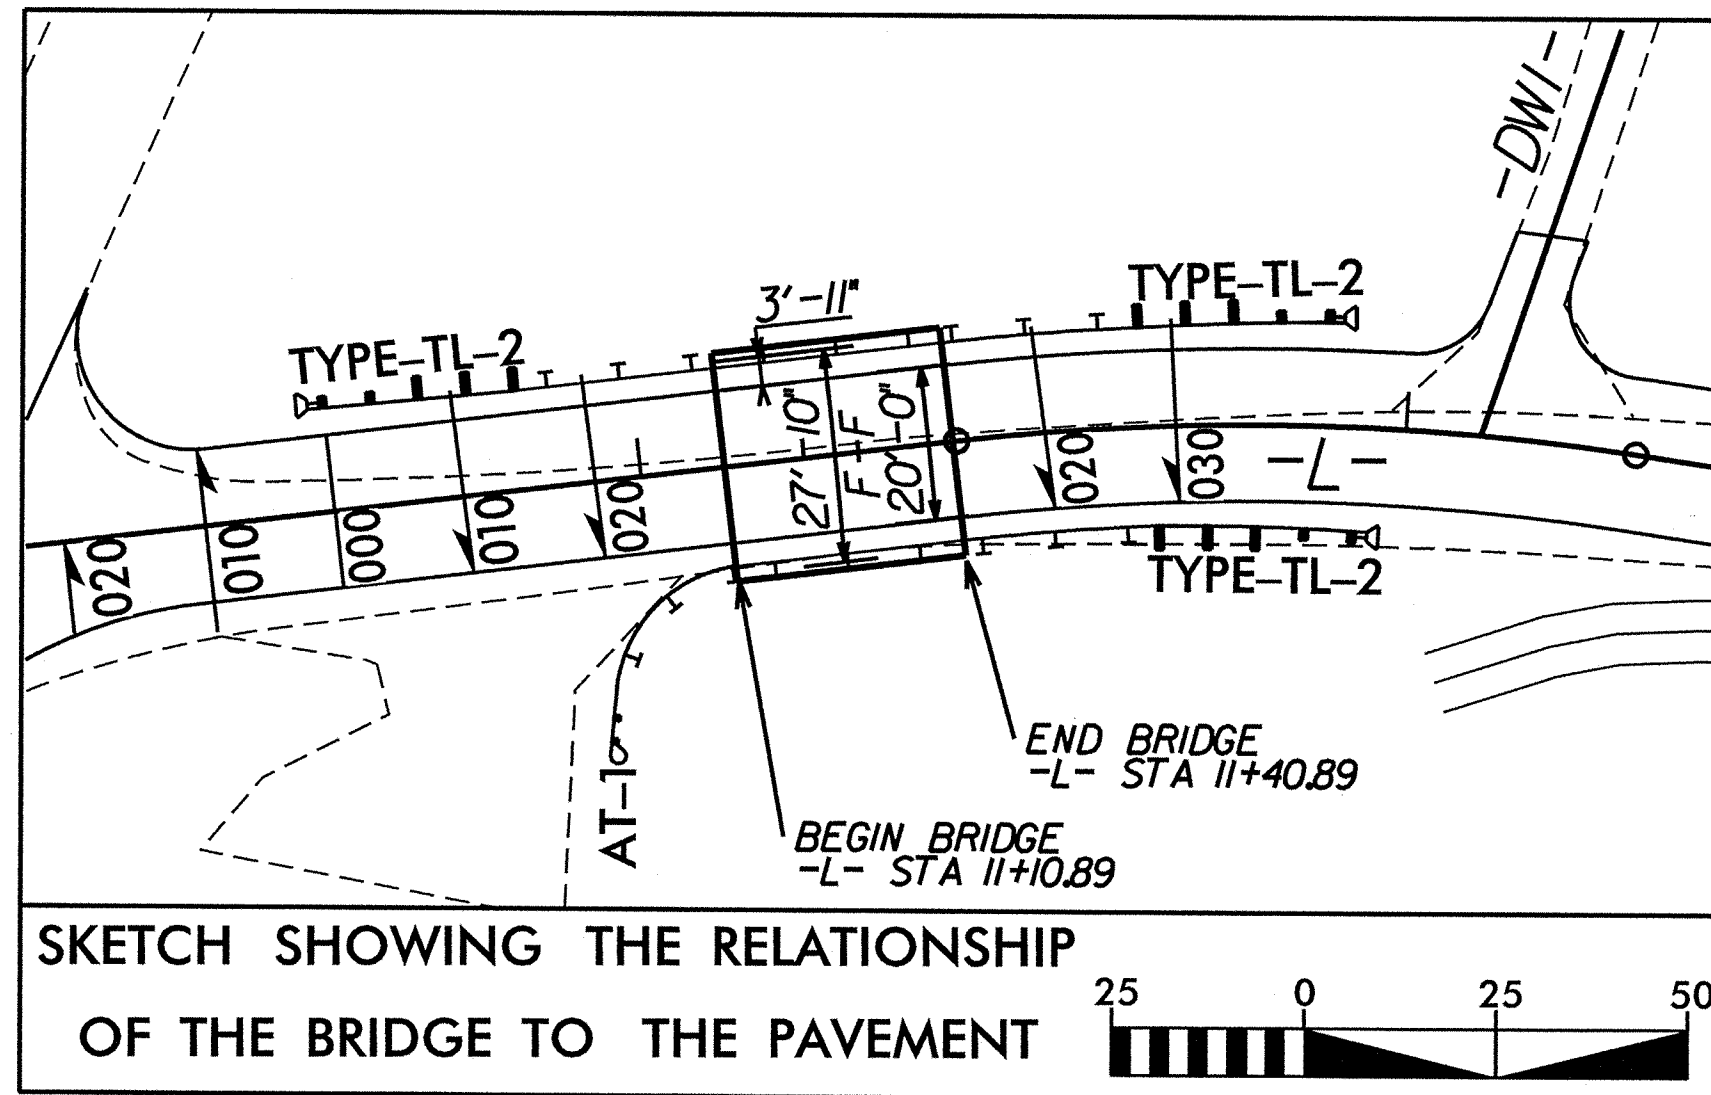 -DW1-
TYPE-TL-2
3'-11"
TYPE-TL-2
27'-10"
F-F
20'-0"
020
010
000
010
020
020
030
-L-
TYPE-TL-2
AT-1
END BRIDGE
-L- STA 11+40.89
BEGIN BRIDGE
-L- STA 11+10.89
SKETCH SHOWING THE RELATIONSHIP
OF THE BRIDGE TO THE PAVEMENT
25 0 25 50